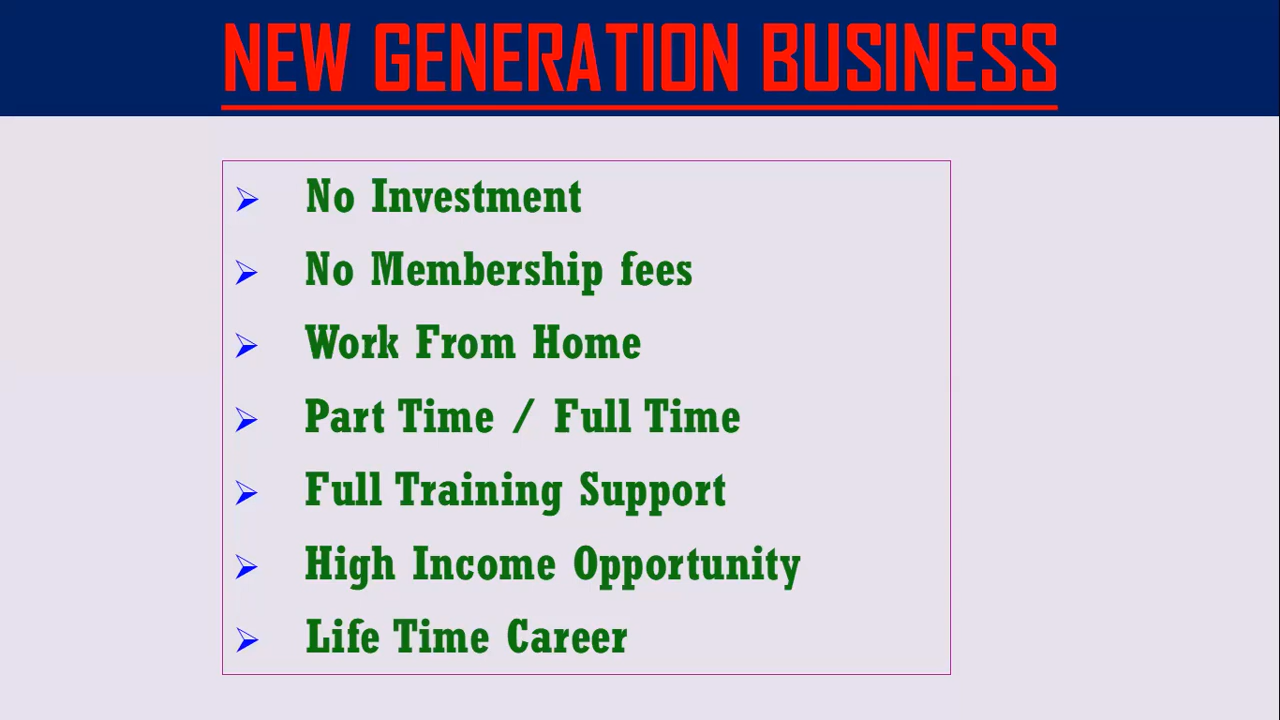 NEW GENERATION BUSINESS
No Investment
No Membership fees
Work From Home
Part Time / Full Time
Full Training Support
High Income Opportunity
Life Time Career